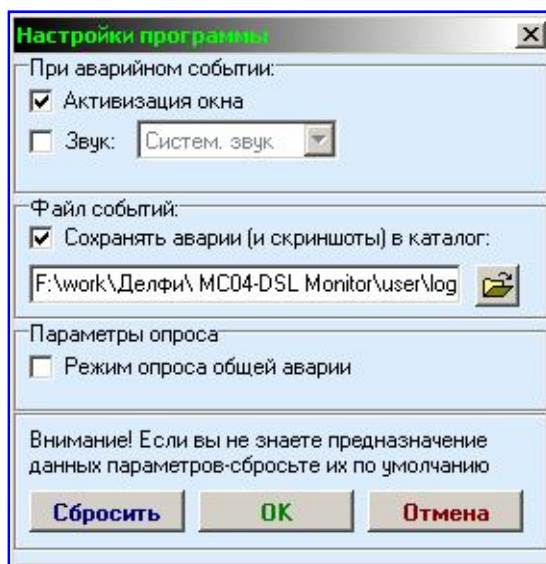 Настройки программы
При аварийном событии:
Активизация окна
Звук: Систем. звук
Файл событий:
Сохранять аварии (и скриншоты) в каталог:
F:\work\Делфи\ MC04-DSL Monitor\user\log
Параметры опроса
Режим опроса общей аварии
Внимание! Если вы не знаете предназначение
данных параметров-сбросьте их по умолчанию
Сбросить OK Отмена